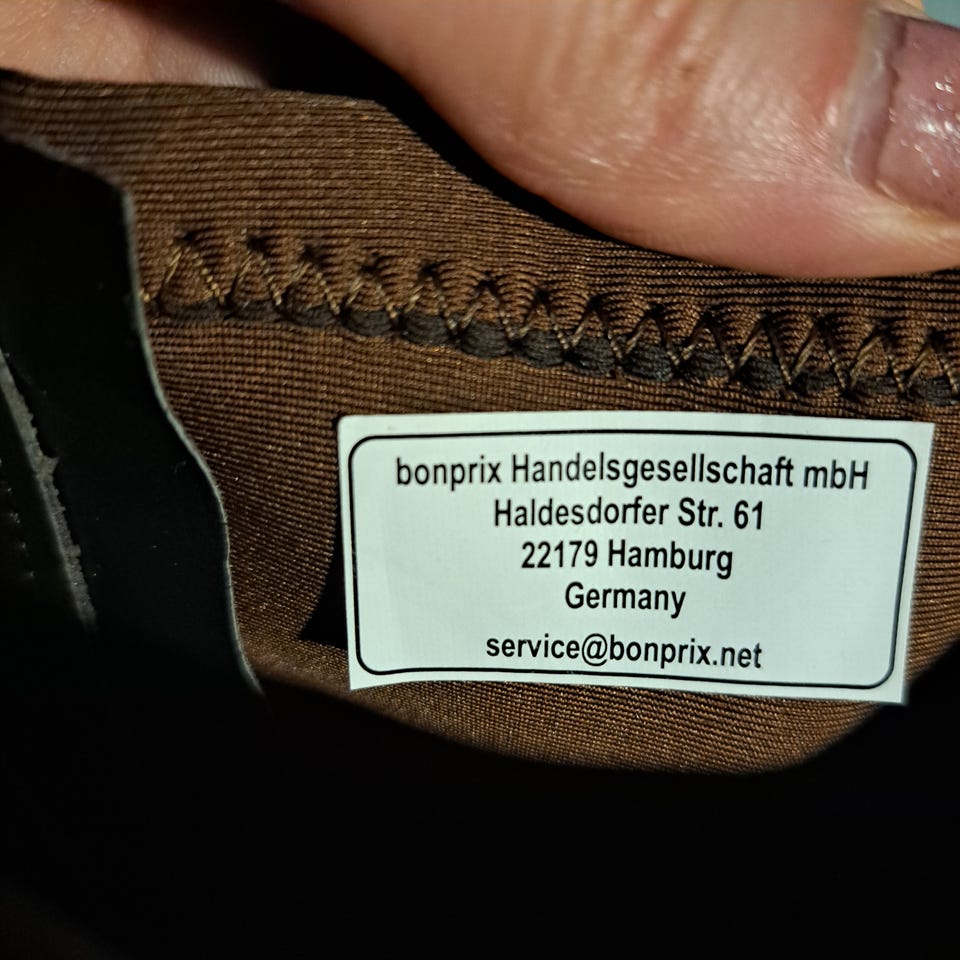 bonprix Handelsgesellschaft mbH
Haldesdorfer Str. 61
22179 Hamburg
Germany
service@bonprix.net